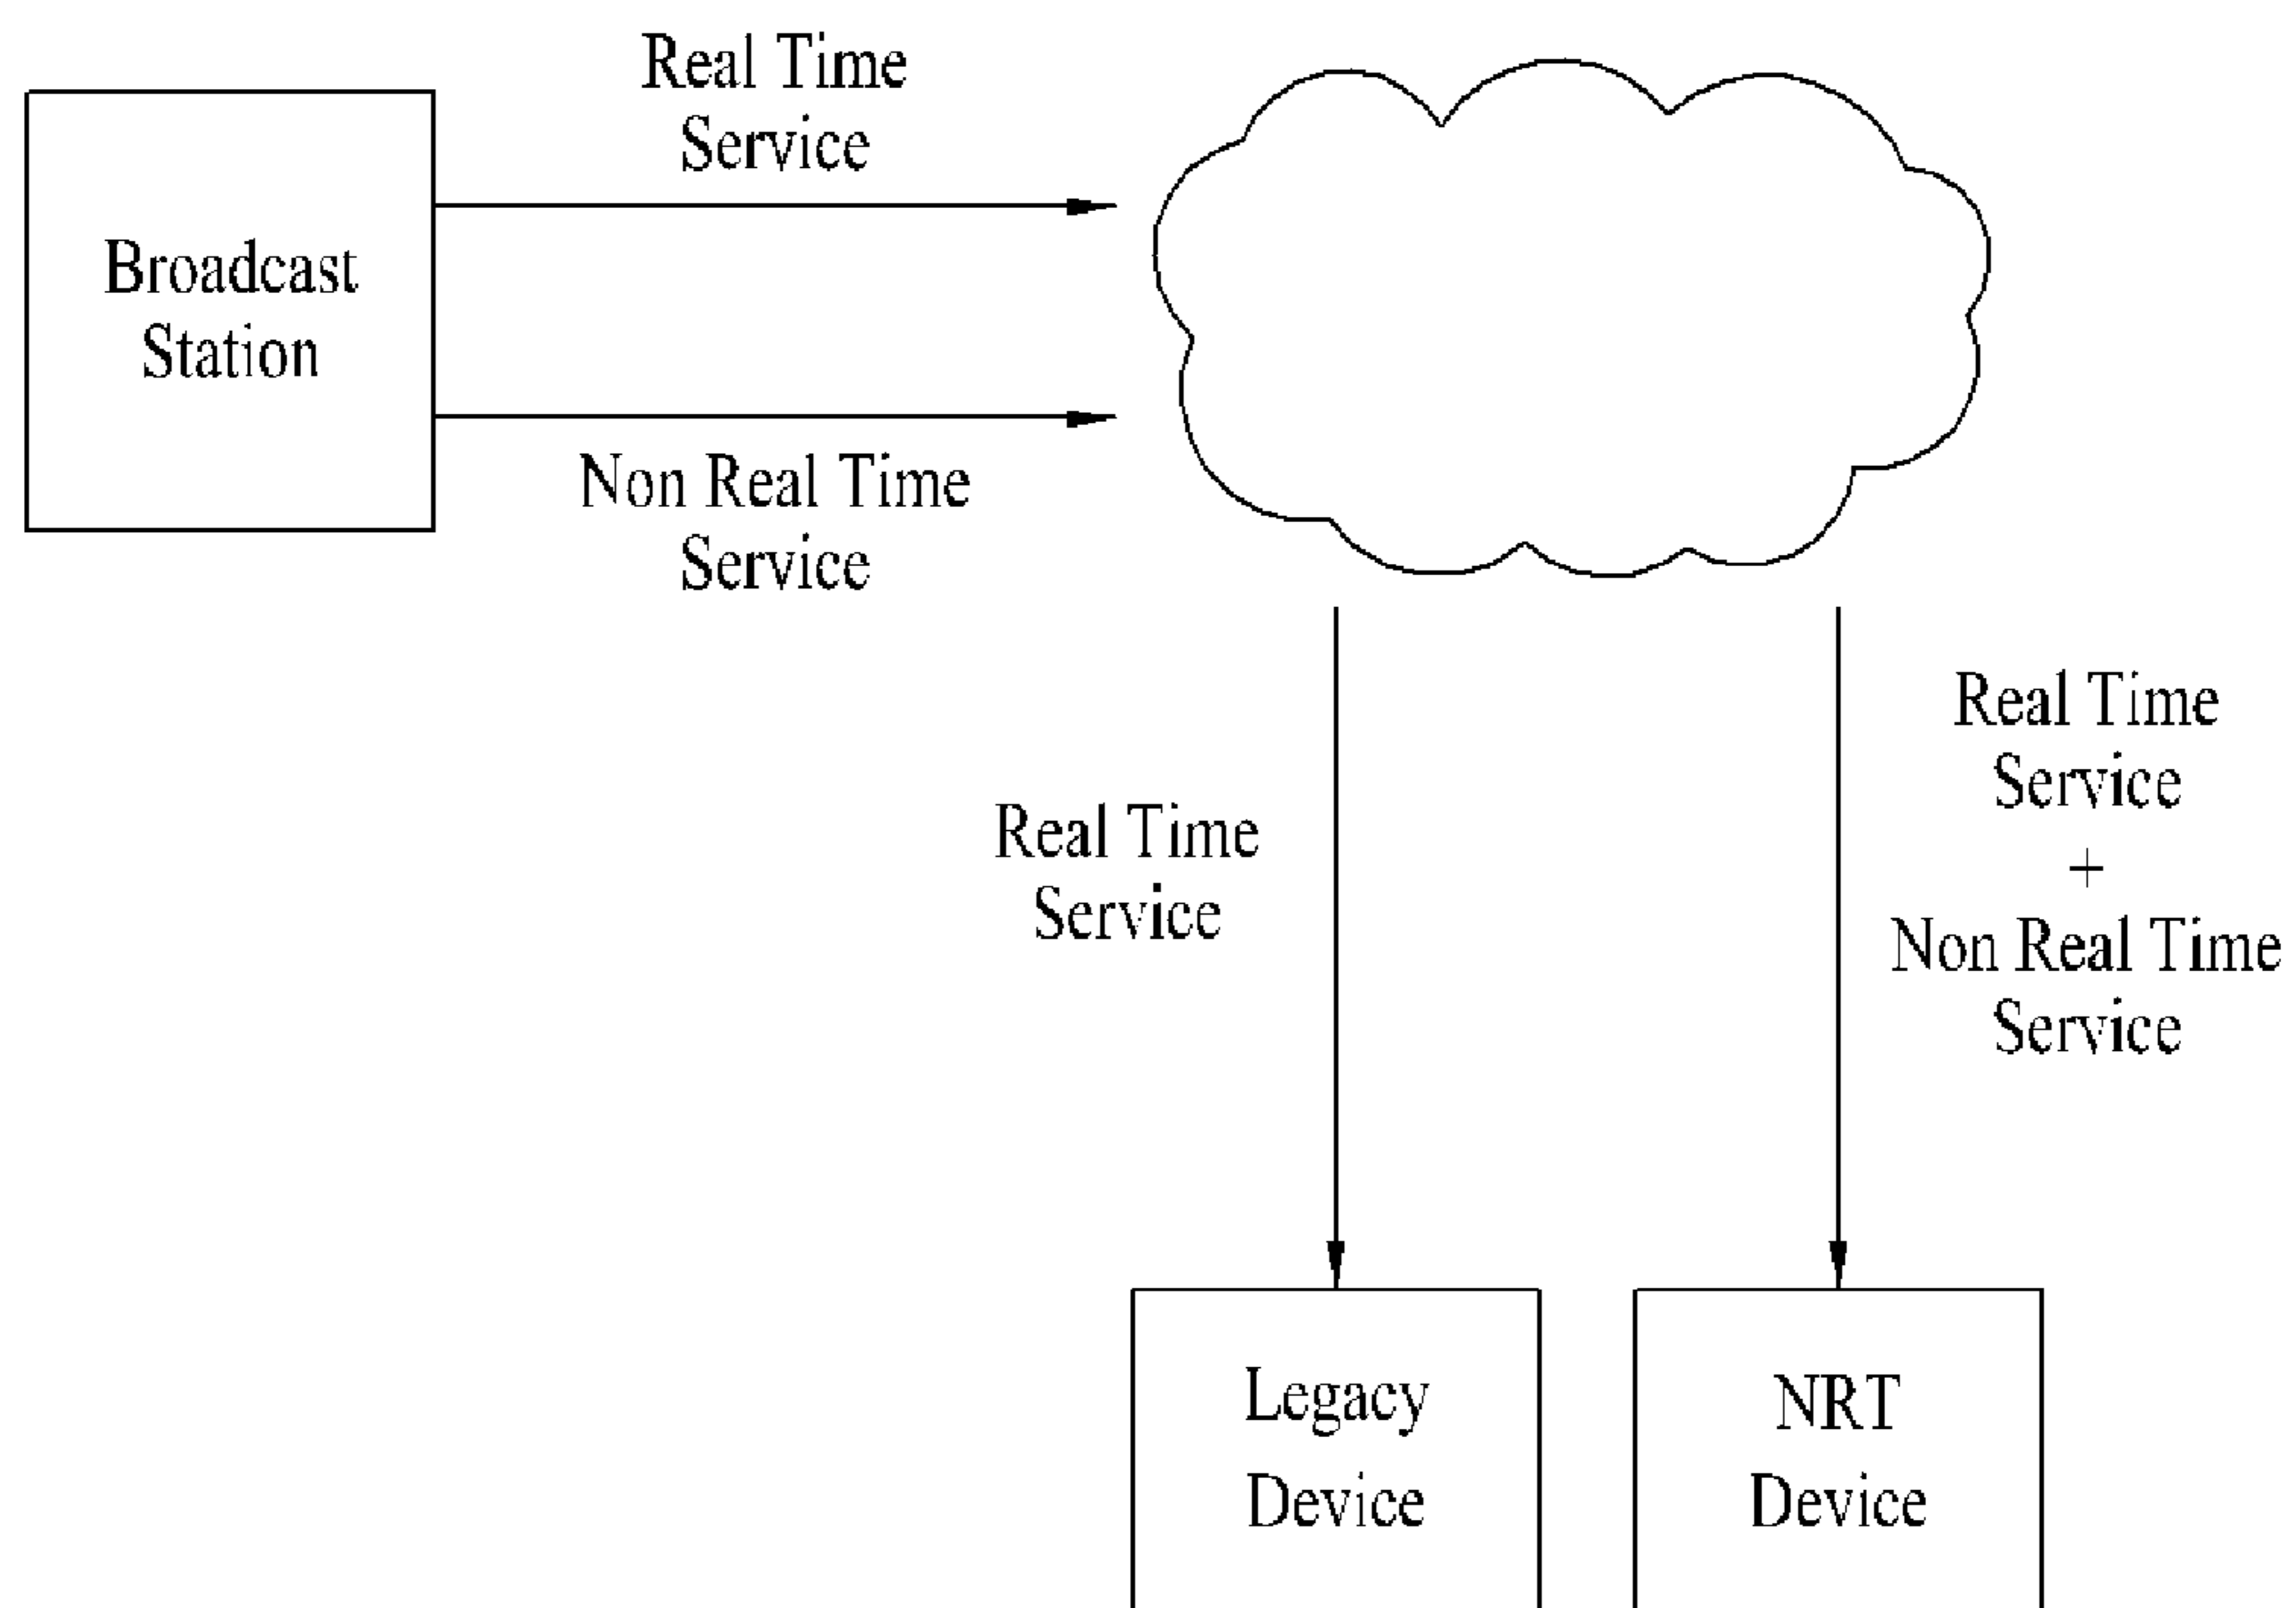 Real Time
Service
Broadcast
Station
Non Real Time
Service
Real Time
Service
Real Time
Service
+
Non Real Time
Service
Legacy
Device
NRT
Device